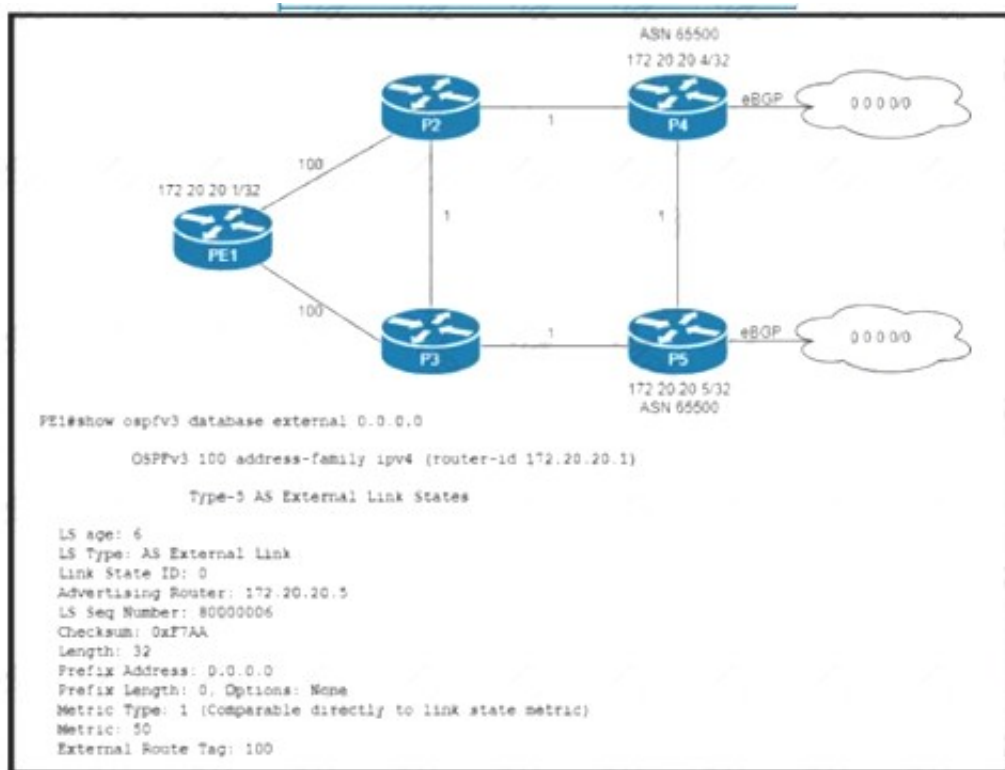 ASN 65500
172 20 20 4/32
eBGP
0 0 0 0/0
P2
P4
1
100
172 20 20 1/32
1
1
PE1
100
1
eBGP
0 0 0 0/0
P3
P5
172 20 20 5/32
ASN 65500
PE1#show ospfv3 database external 0.0.0.0
OSPFv3 100 address-family ipv4 (router-id 172.20.20.1)
Type-5 AS External Link States
LS age: 6
LS Type: AS External Link
Link State ID: 0
Advertising Router: 172.20.20.5
LS Seq Number: 80000006
Checksum: 0xF7AA
Length: 32
Prefix Address: 0.0.0.0
Prefix Length: 0, Options: None
Metric Type: 1 (Comparable directly to link state metric)
Metric: 50
External Route Tag: 100